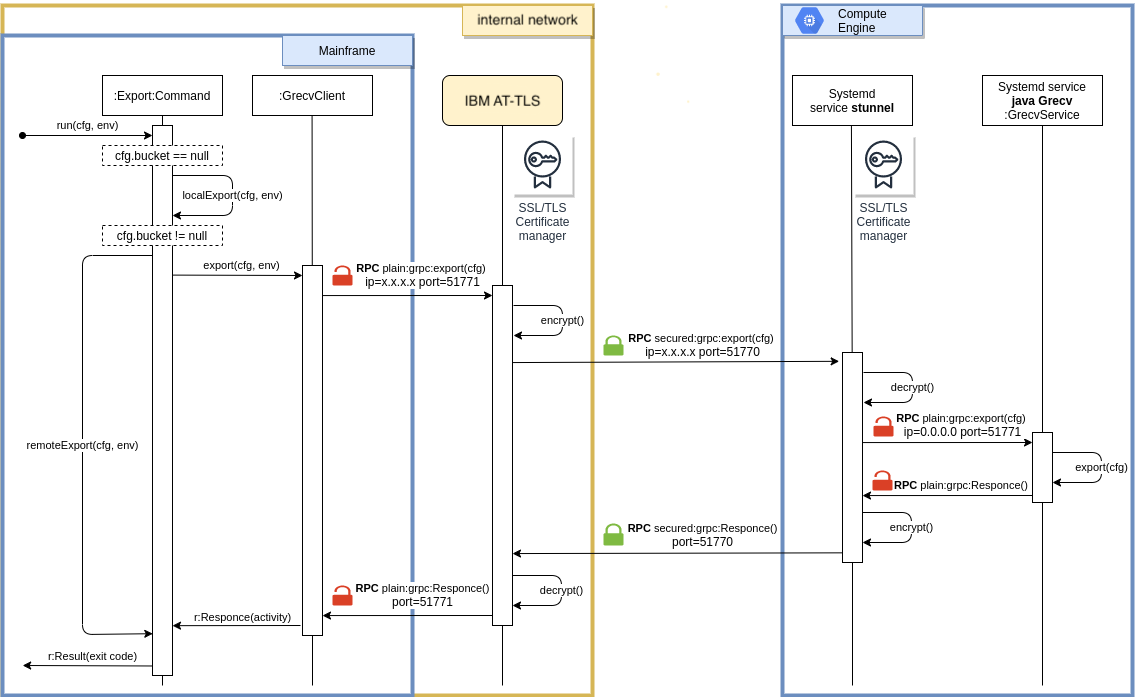 internal network
Compute
Engine
Mainframe
:Export:Command
:GrecvClient
IBM AT-TLS
Systemd
service stunnel
Systemd service
java Grecv
:GrecvService
run(cfg, env)
cfg.bucket == null
localExport(cfg, env)
SSL/TLS
Certificate
manager
SSL/TLS
Certificate
manager
cfg.bucket != null
export(cfg, env)
RPC plain:grpc:export(cfg)
ip=x.x.x.x port=51771
encrypt()
RPC secured:grpc:export(cfg)
ip=x.x.x.x port=51770
decrypt()
RPC plain:grpc:export(cfg)
ip=0.0.0.0 port=51771
remoteExport(cfg, env)
export(cfg)
RPC plain:grpc:Responce()
encrypt()
RPC secured:grpc:Responce()
port=51770
decrypt()
RPC plain:grpc:Responce()
port=51771
r:Responce(activity)
r:Result(exit code)